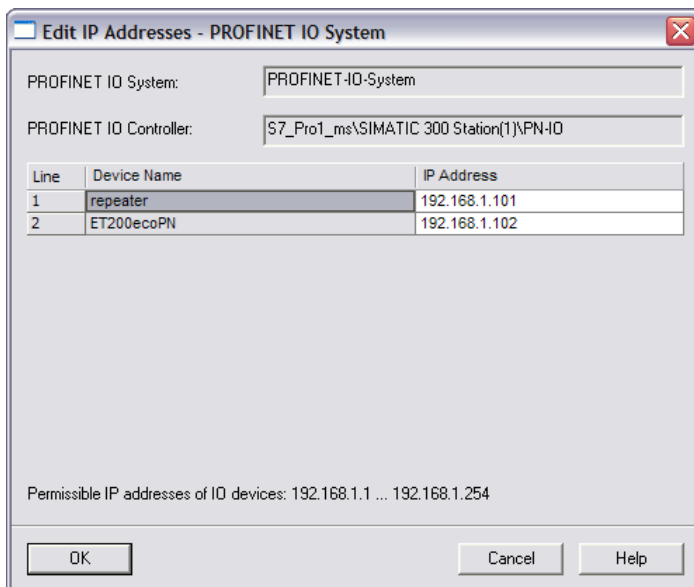 Edit IP Addresses - PROFINET IO System
PROFINET IO System: PROFINET-IO-System
PROFINET IO Controller: S7_Pro1_ms\SIMATIC 300 Station(1)\PN-IO
Line Device Name IP Address
1 repeater 192.168.1.101
2 ET200ecoPN 192.168.1.102
Permissible IP addresses of IO devices: 192.168.1.1 ... 192.168.1.254
OK Cancel Help